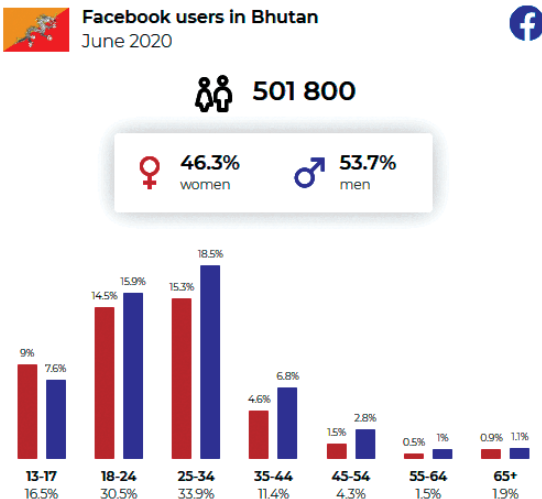 Facebook users in Bhutan
June 2020
501 800
46.3%
women
53.7%
men
9%
7.6%
14.5%
15.9%
15.3%
18.5%
4.6%
6.8%
1.5%
2.8%
0.5%
1%
0.9%
1.1%
13-17 18-24 25-34 35-44 45-54 55-64 65+
16.5% 30.5% 33.9% 11.4% 4.3% 1.5% 1.9%